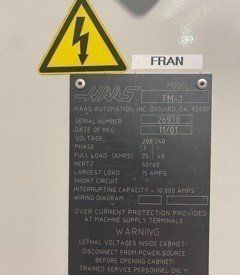 FRAN
HAAS
MODEL
TM-1
HAAS AUTOMATION INC. OXNARD, CA 93030
SERIAL NUMBER 26970
DATE OF MFG 11/01
VOLTAGE, 208 240
PHASE 3 1
FULL LOAD (AMPS) 25 40
HERTZ 50/60
LARGEST LOAD 15 AMPS
SHORT CIRCUIT
INTERRUPTING CAPACITY - 10,000 AMPS
WIRING DIAGRAM
OVER CURRENT PROTECTION PROVIDED
AT MACHINE SUPPLY TERMINALS
WARNING
LETHAL VOLTAGES INSIDE CABINET!
DISCONNECT FROM POWER SOURCE
BEFORE OPENING CABINET!
TRAINED SERVICE PERSONNEL ONLY!